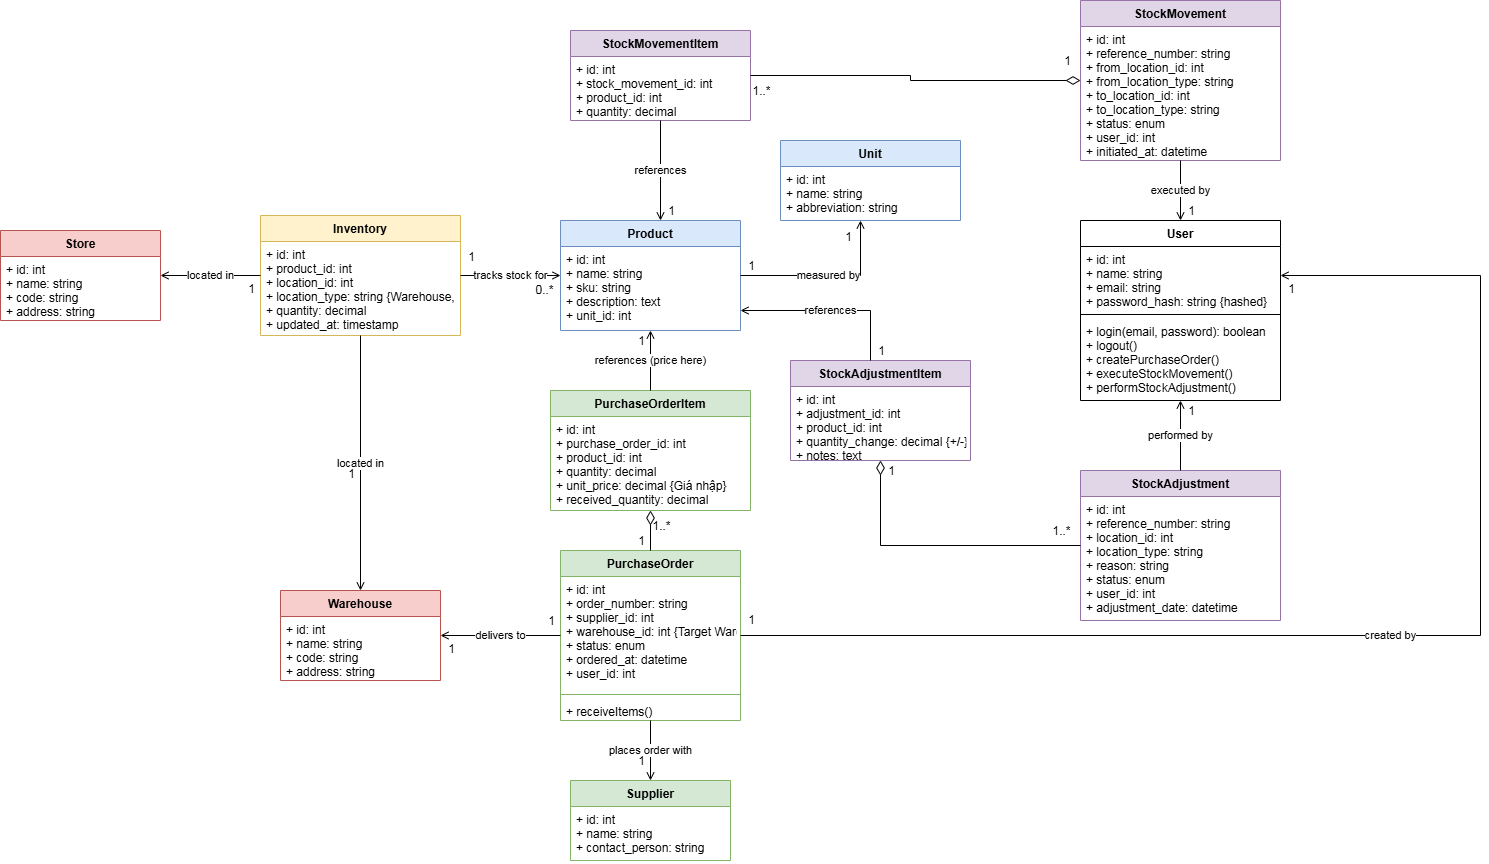 StockMovement
+ id: int
+ reference_number: string
+ from_location_id: int
+ from_location_type: string
+ to_location_id: int
+ to_location_type: string
+ status: enum
+ user_id: int
+ initiated_at: datetime
StockMovementItem
+ id: int
+ stock_movement_id: int
+ product_id: int
+ quantity: decimal
1
1..*
references
1
executed by
1
Unit
+ id: int
+ name: string
+ abbreviation: string
1
Store
+ id: int
+ name: string
+ code: string
+ address: string
located in
1
Inventory
+ id: int
+ product_id: int
+ location_id: int
+ location_type: string {Warehouse,
+ quantity: decimal
+ updated_at: timestamp
1
tracks stock for
0..*
Product
+ id: int
+ name: string
+ sku: string
+ description: text
+ unit_id: int
1
measured by
User
+ id: int
+ name: string
+ email: string
+ password_hash: string {hashed}
+ login(email, password): boolean
+ logout()
+ createPurchaseOrder()
+ executeStockMovement()
+ performStockAdjustment()
1
references
1
1
references (price here)
StockAdjustmentItem
+ id: int
+ adjustment_id: int
+ product_id: int
+ quantity_change: decimal {+/-}
+ notes: text
1
1..*
PurchaseOrderItem
+ id: int
+ purchase_order_id: int
+ product_id: int
+ quantity: decimal
+ unit_price: decimal {Giá nhập}
+ received_quantity: decimal
1..*
1
1
performed by
StockAdjustment
+ id: int
+ reference_number: string
+ location_id: int
+ location_type: string
+ reason: string
+ status: enum
+ user_id: int
+ adjustment_date: datetime
located in
1
Warehouse
+ id: int
+ name: string
+ code: string
+ address: string
1
delivers to
1
PurchaseOrder
+ id: int
+ order_number: string
+ supplier_id: int
+ warehouse_id: int {Target War
+ status: enum
+ ordered_at: datetime
+ user_id: int
+ receiveItems()
1
created by
places order with
1
Supplier
+ id: int
+ name: string
+ contact_person: string